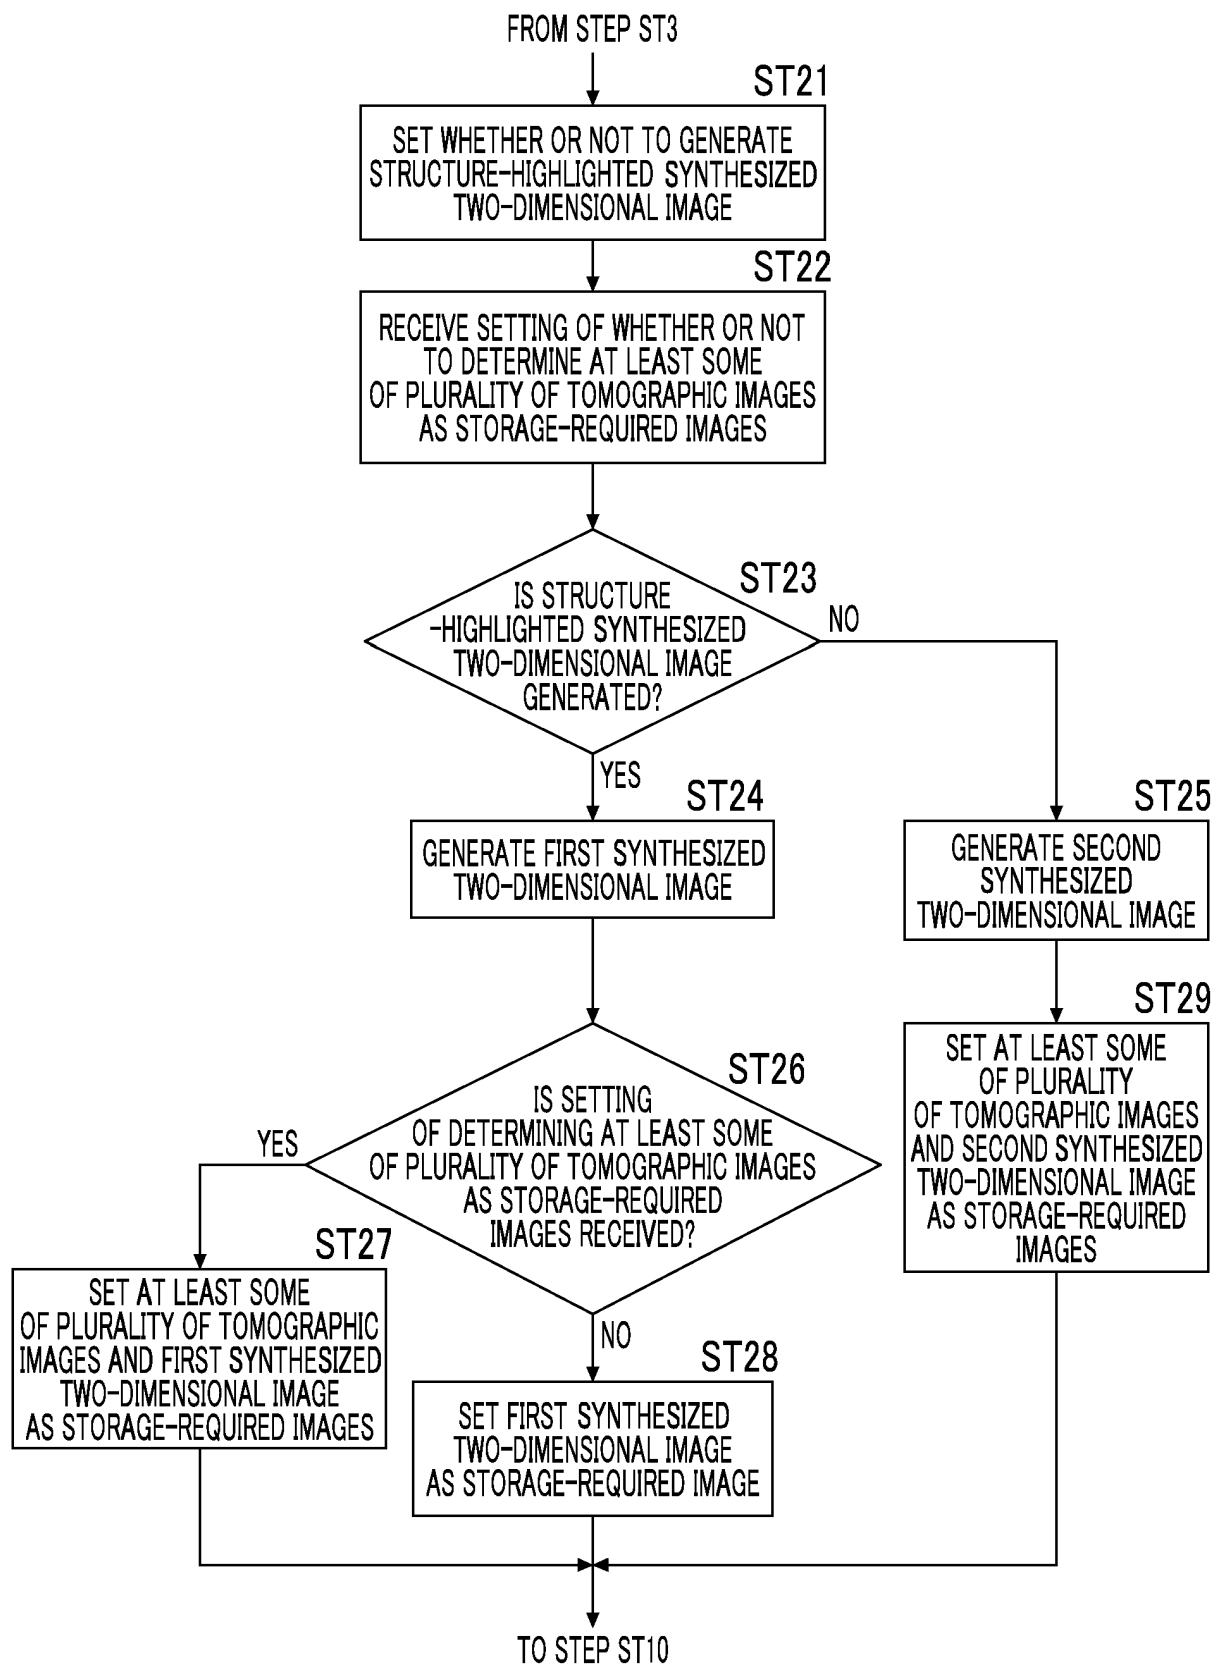 FROM STEP ST3
ST21
SET WHETHER OR NOT TO GENERATE
STRUCTURE-HIGHLIGHTED SYNTHESIZED
TWO-DIMENSIONAL IMAGE
ST22
RECEIVE SETTING OF WHETHER OR NOT
TO DETERMINE AT LEAST SOME
OF PLURALITY OF TOMOGRAPHIC IMAGES
AS STORAGE-REQUIRED IMAGES
ST23
IS STRUCTURE
-HIGHLIGHTED SYNTHESIZED
TWO-DIMENSIONAL IMAGE
GENERATED?
NO
YES
ST24
GENERATE FIRST SYNTHESIZED
TWO-DIMENSIONAL IMAGE
ST25
GENERATE SECOND
SYNTHESIZED
TWO-DIMENSIONAL IMAGE
ST26
IS SETTING
OF DETERMINING AT LEAST SOME
OF PLURALITY OF TOMOGRAPHIC IMAGES
AS STORAGE-REQUIRED
IMAGES RECEIVED?
YES
NO
ST29
SET AT LEAST SOME
OF PLURALITY
OF TOMOGRAPHIC IMAGES
AND SECOND SYNTHESIZED
TWO-DIMENSIONAL IMAGE
AS STORAGE-REQUIRED
IMAGES
ST27
SET AT LEAST SOME
OF PLURALITY OF TOMOGRAPHIC
IMAGES AND FIRST SYNTHESIZED
TWO-DIMENSIONAL IMAGE
AS STORAGE-REQUIRED IMAGES
ST28
SET FIRST SYNTHESIZED
TWO-DIMENSIONAL IMAGE
AS STORAGE-REQUIRED IMAGE
TO STEP ST10